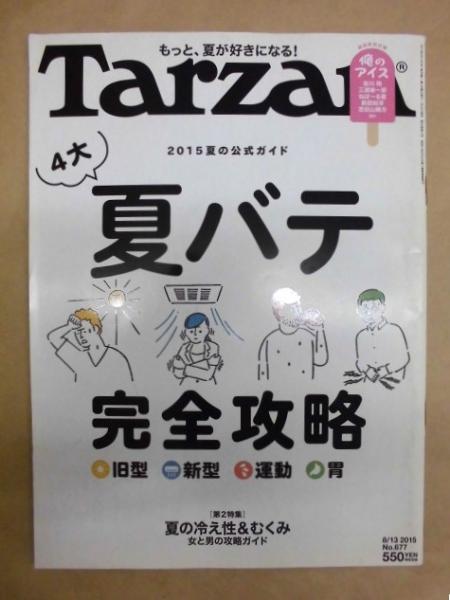 もっと、夏が好きになる!
Tarzan®
俺の
アイス
2015夏の公式ガイド
4大
夏バテ
完全攻略
旧型 新型 運動 胃
[第2特集]
夏の冷え性&むくみ
女と男の攻略ガイド
8/13 2015
No.677
550YEN